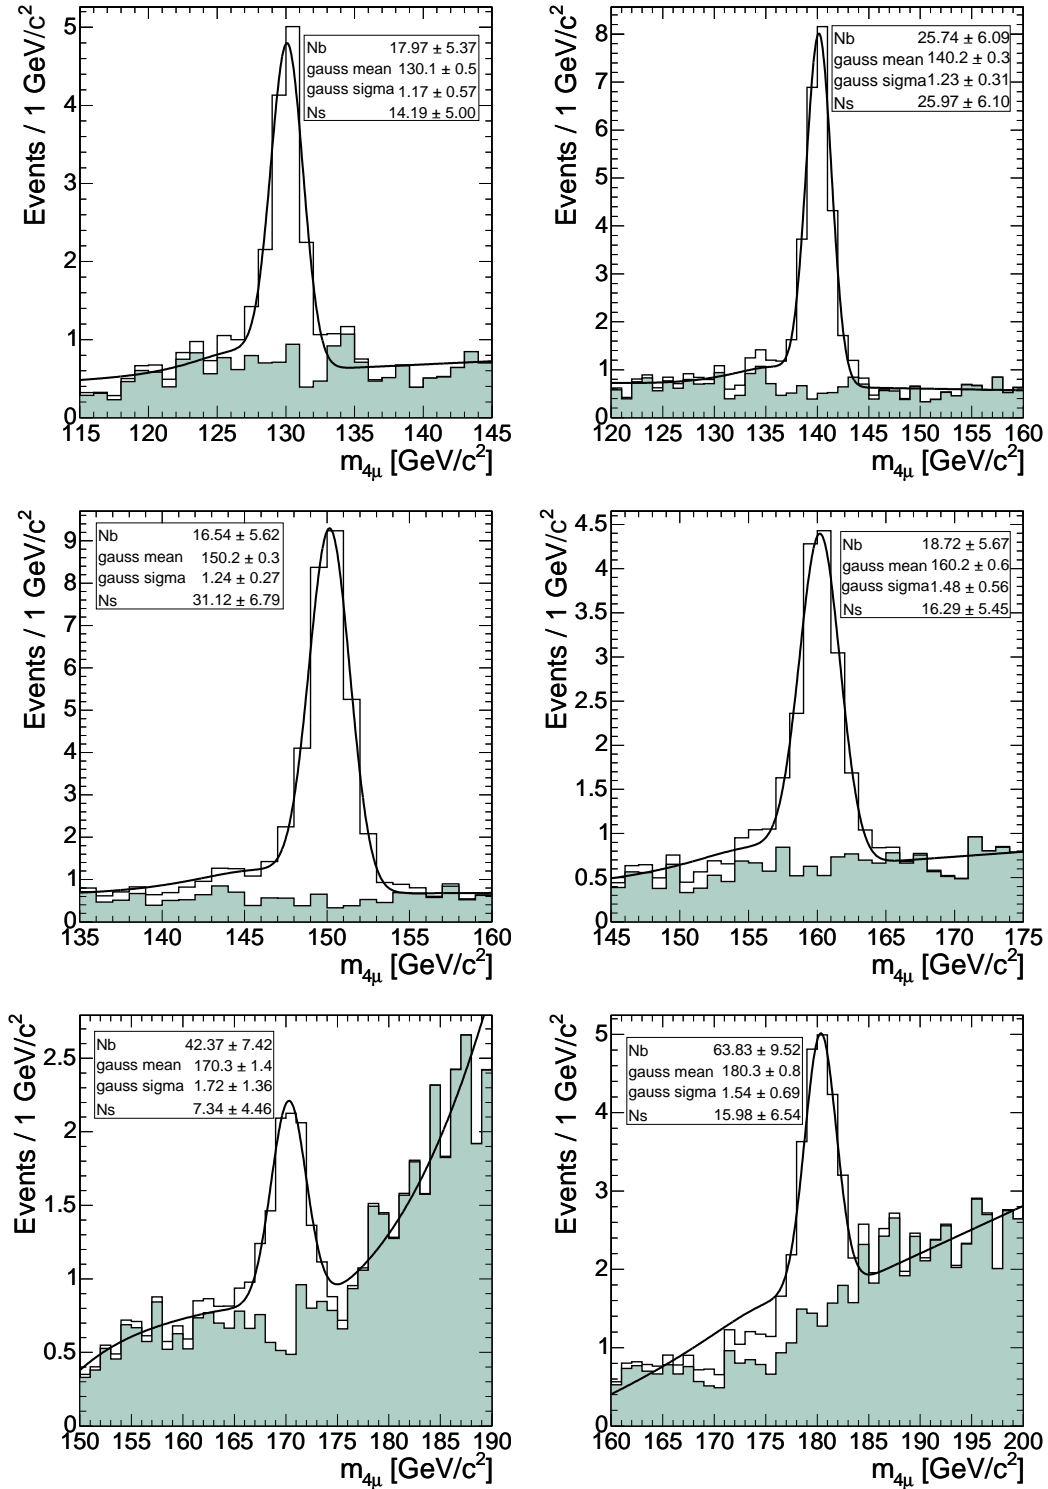 Events / 1 GeV/c²
5
4
3
2
1
0
Nb 17.97 ± 5.37
gauss mean 130.1 ± 0.5
gauss sigma 1.17 ± 0.57
Ns 14.19 ± 5.00
115 120 125 130 135 140 145
m4μ [GeV/c²]
Events / 1 GeV/c²
8
7
6
5
4
3
2
1
0
Nb 25.74 ± 6.09
gauss mean 140.2 ± 0.3
gauss sigma 1.23 ± 0.31
Ns 25.97 ± 6.10
120 125 130 135 140 145 150 155 160
m4μ [GeV/c²]
Events / 1 GeV/c²
9
8
7
6
5
4
3
2
1
0
Nb 16.54 ± 5.62
gauss mean 150.2 ± 0.3
gauss sigma 1.24 ± 0.27
Ns 31.12 ± 6.79
135 140 145 150 155 160
m4μ [GeV/c²]
Events / 1 GeV/c²
4.5
4
3.5
3
2.5
2
1.5
1
0.5
0
Nb 18.72 ± 5.67
gauss mean 160.2 ± 0.6
gauss sigma 1.48 ± 0.56
Ns 16.29 ± 5.45
145 150 155 160 165 170 175
m4μ [GeV/c²]
Events / 1 GeV/c²
2.5
2
1.5
1
0.5
0
Nb 42.37 ± 7.42
gauss mean 170.3 ± 1.4
gauss sigma 1.72 ± 1.36
Ns 7.34 ± 4.46
150 155 160 165 170 175 180 185 190
m4μ [GeV/c²]
Events / 1 GeV/c²
5
4
3
2
1
0
Nb 63.83 ± 9.52
gauss mean 180.3 ± 0.8
gauss sigma 1.54 ± 0.69
Ns 15.98 ± 6.54
160 165 170 175 180 185 190 195 200
m4μ [GeV/c²]